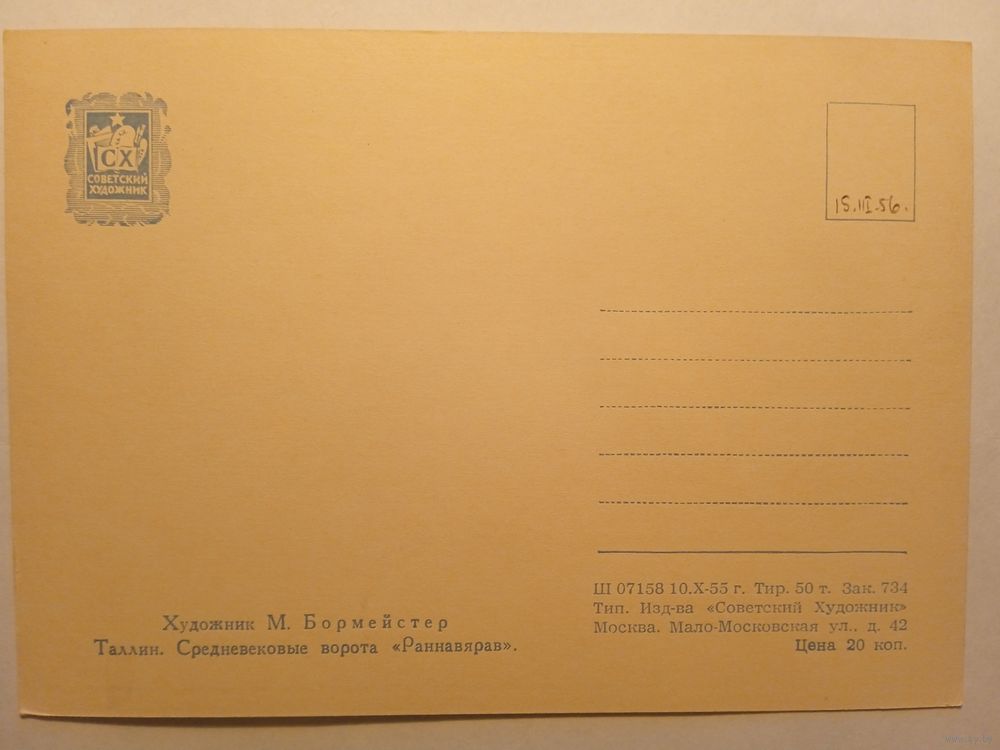 СХ
СОВЕТСКИЙ
ХУДОЖНИК
15.III-56.
Художник М. Бормейстер
Таллин. Средневековые ворота «Раннавярав».
Ш 07158 10.X-55 г. Тир. 50 т. Зак. 734
Тип. Изд-ва «Советский Художник»
Москва. Мало-Московская ул., д. 42
Цена 20 коп.